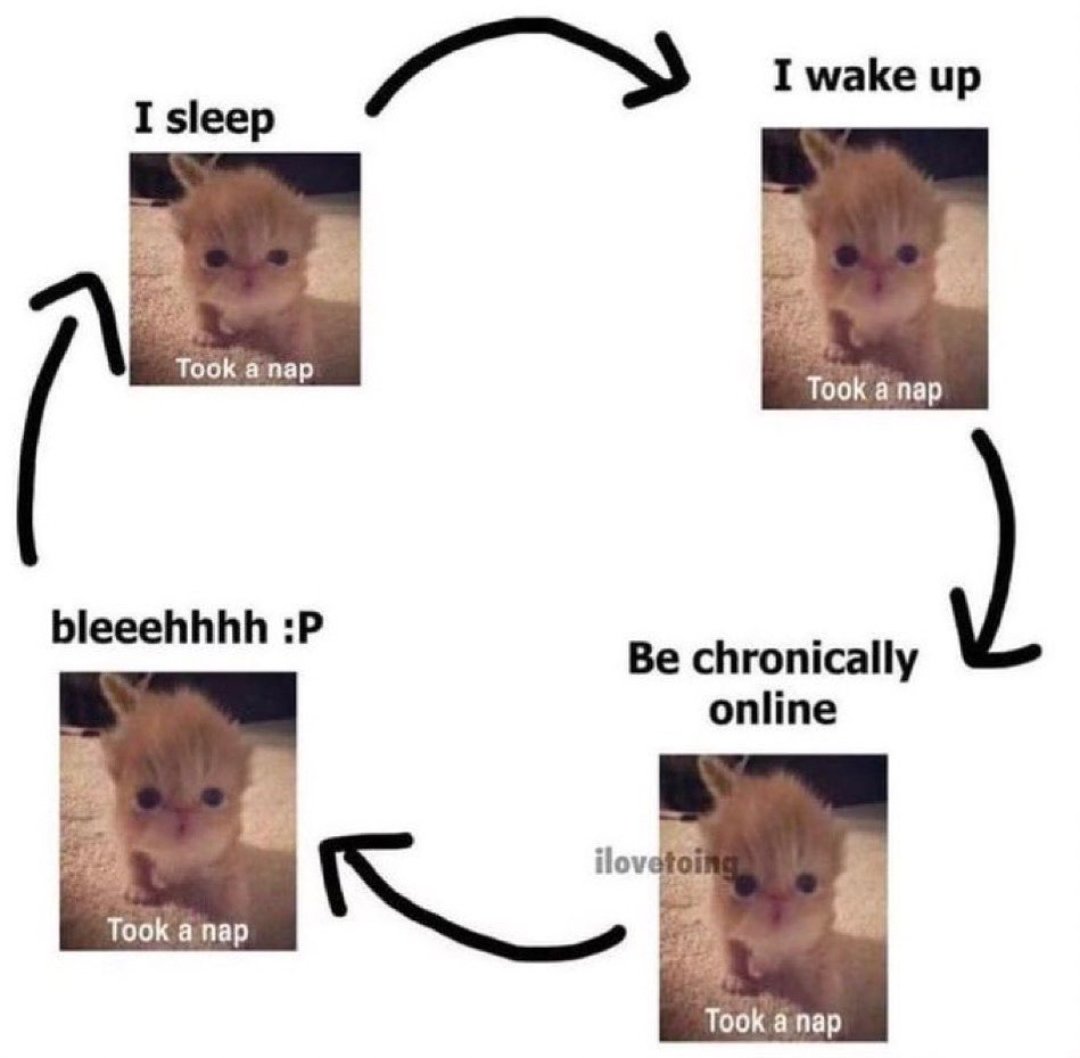 I sleep
Took a nap
I wake up
Took a nap
Be chronically
online
ilovetoing
Took a nap
bleeehhhh :P
Took a nap